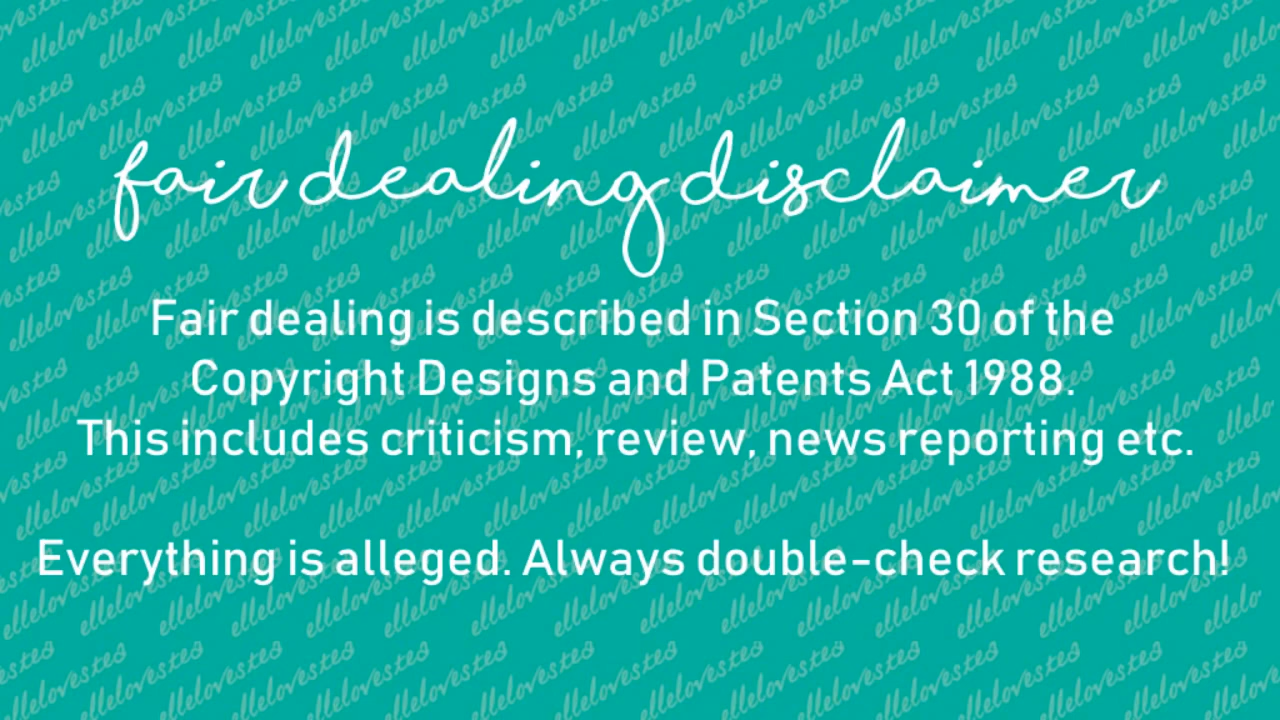 fair dealing disclaimer
Fair dealing is described in Section 30 of the
Copyright Designs and Patents Act 1988.
This includes criticism, review, news reporting etc.
Everything is alleged. Always double-check research!
ellelovestea